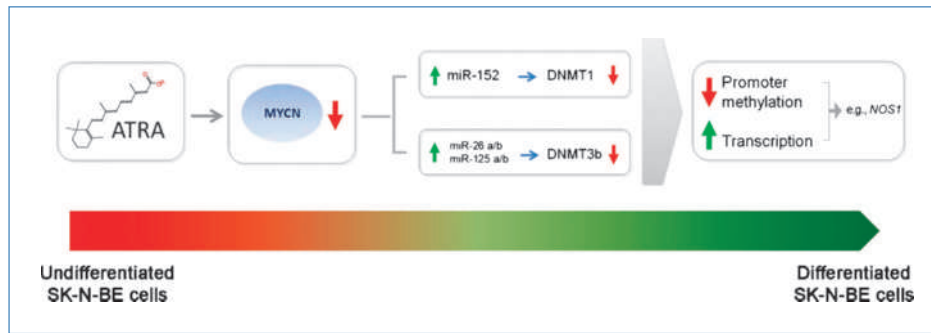 ATRA
MYCN
miR-152
DNMT1
miR-26 a/b
miR-125 a/b
DNMT3b
Promoter
methylation
Transcription
e.g., NOS1
Undifferentiated
SK-N-BE cells
Differentiated
SK-N-BE cells